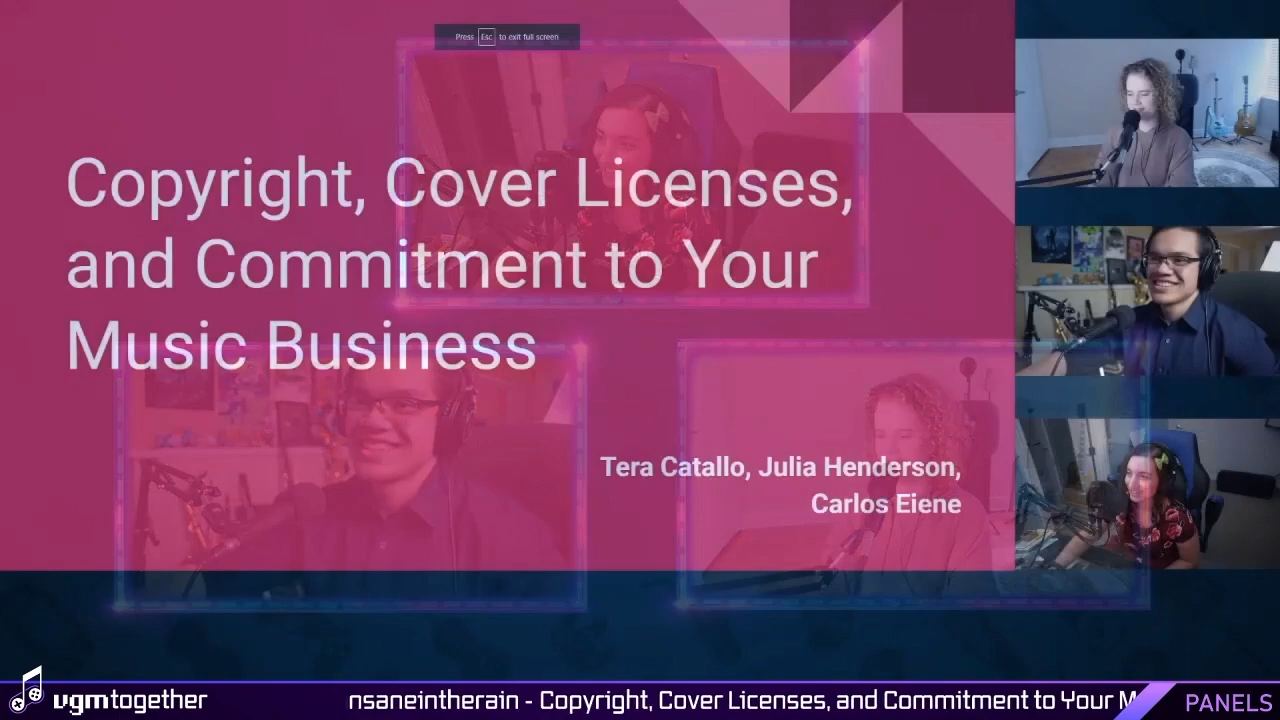 Press Esc to exit full screen
Copyright, Cover Licenses,
and Commitment to Your
Music Business
Tera Catallo, Julia Henderson,
Carlos Eiene
vgmtogether
nsaneintherain - Copyright, Cover Licenses, and Commitment to Your M
PANELS